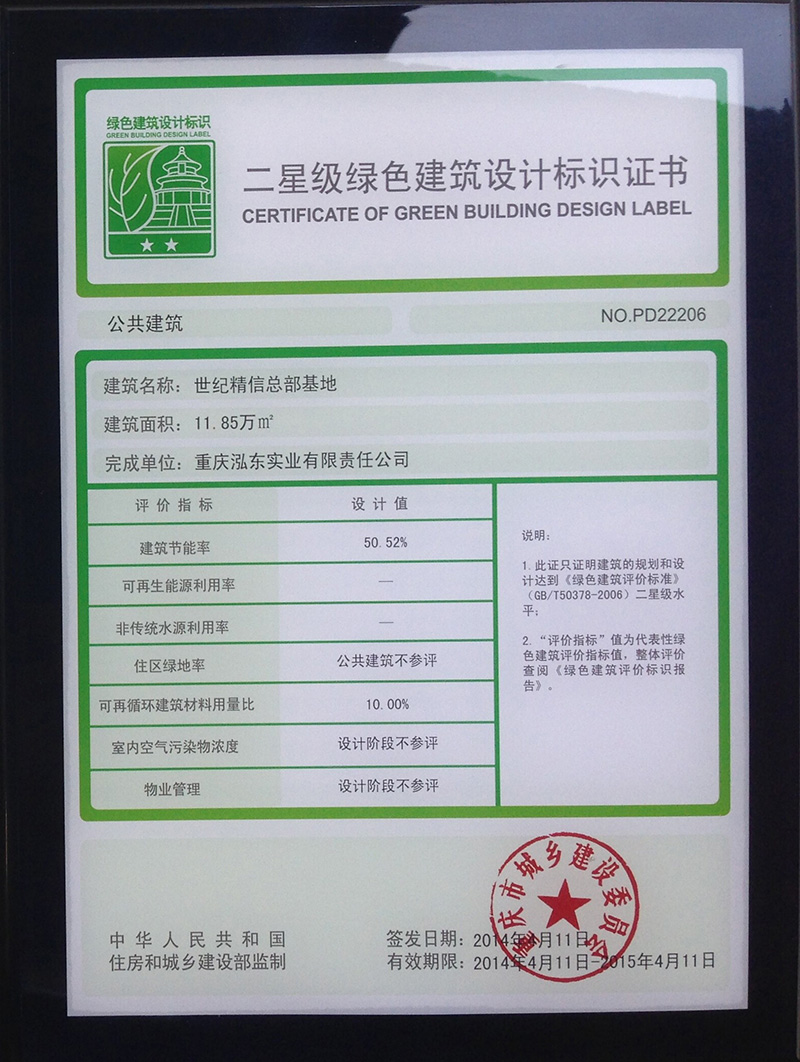 绿色建筑设计标识
GREEN BUILDING DESIGN LABEL
二星级绿色建筑设计标识证书
CERTIFICATE OF GREEN BUILDING DESIGN LABEL
公共建筑
NO.PD22206
建筑名称：世纪精信总部基地
建筑面积：11.85万㎡
完成单位：重庆泓东实业有限责任公司
评价指标 设计值
建筑节能率 50.52%
可再生能源利用率 —
非传统水源利用率 —
住区绿地率 公共建筑不参评
可再循环建筑材料用量比 10.00%
室内空气污染物浓度 设计阶段不参评
物业管理 设计阶段不参评
说明：
1.此证只证明建筑的规划和设
计达到《绿色建筑评价标准》
（GB/T50378-2006）二星级水
平；
2.“评价指标”值为代表性绿
色建筑评价指标值，整体评价
查阅《绿色建筑评价标识报
告》。
重庆市城乡建设委员会
中华人民共和国
住房和城乡建设部监制
签发日期：2014年4月11日
有效期限：2014年4月11日-2015年4月11日